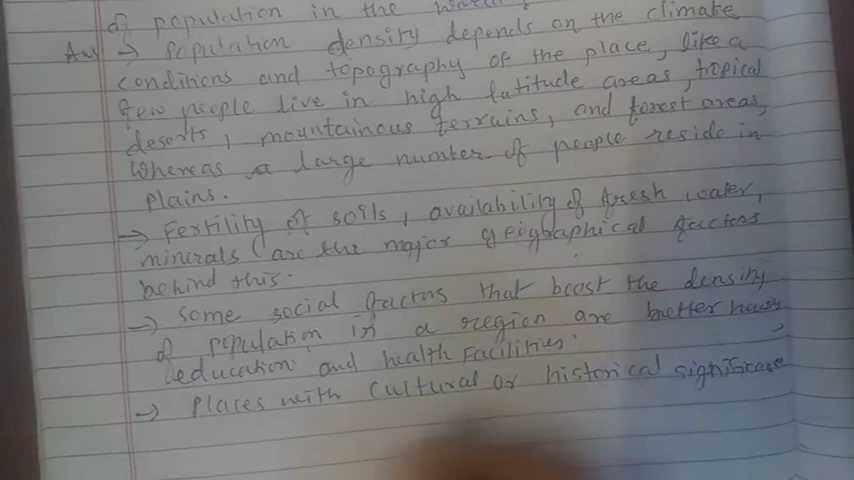 of population in the world?
Ans → Population density depends on the climate
conditions and topography of the place, like a
few people live in high latitude areas, tropical
deserts, mountainous terrains, and forest areas,
whereas a large number of people reside in
plains.
→ Fertility of soils, availability of fresh water,
minerals are the major geigbaphical factors
behind this.
→ Some social factors that boost the density
of population in a region are better
education and health facilities.
→ Places with cultural or historical significance